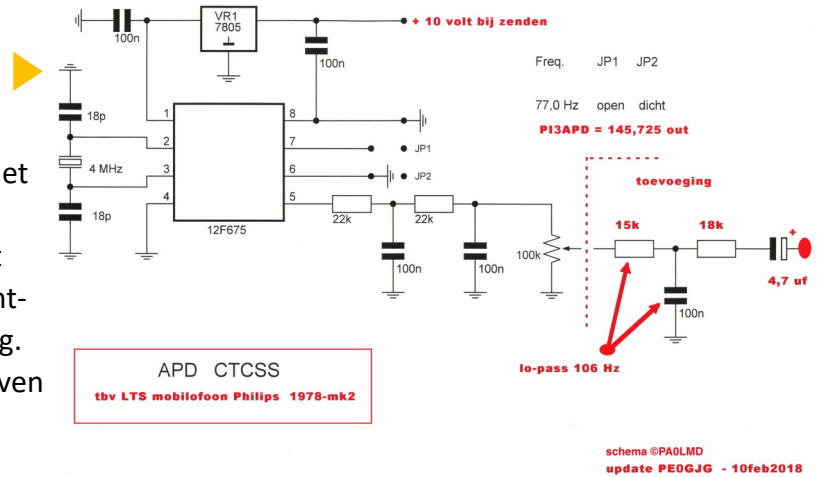 100n
VR1
7805
+ 10 volt bij zenden
100n
Freq. JP1 JP2
77,0 Hz open dicht
PI3APD = 145,725 out
18p
4 MHz
18p
1
2
3
4
8
7
6
5
JP1
JP2
12F675
22k
22k
100n
100n
100k
toevoeging
15k
18k
+
4,7 uf
100n
lo-pass 106 Hz
APD CTCSS
tbv LTS mobilofoon Philips 1978-mk2
schema ©PA0LMD
update PE0GJG - 10feb2018
et
t
nt-
g.
ven